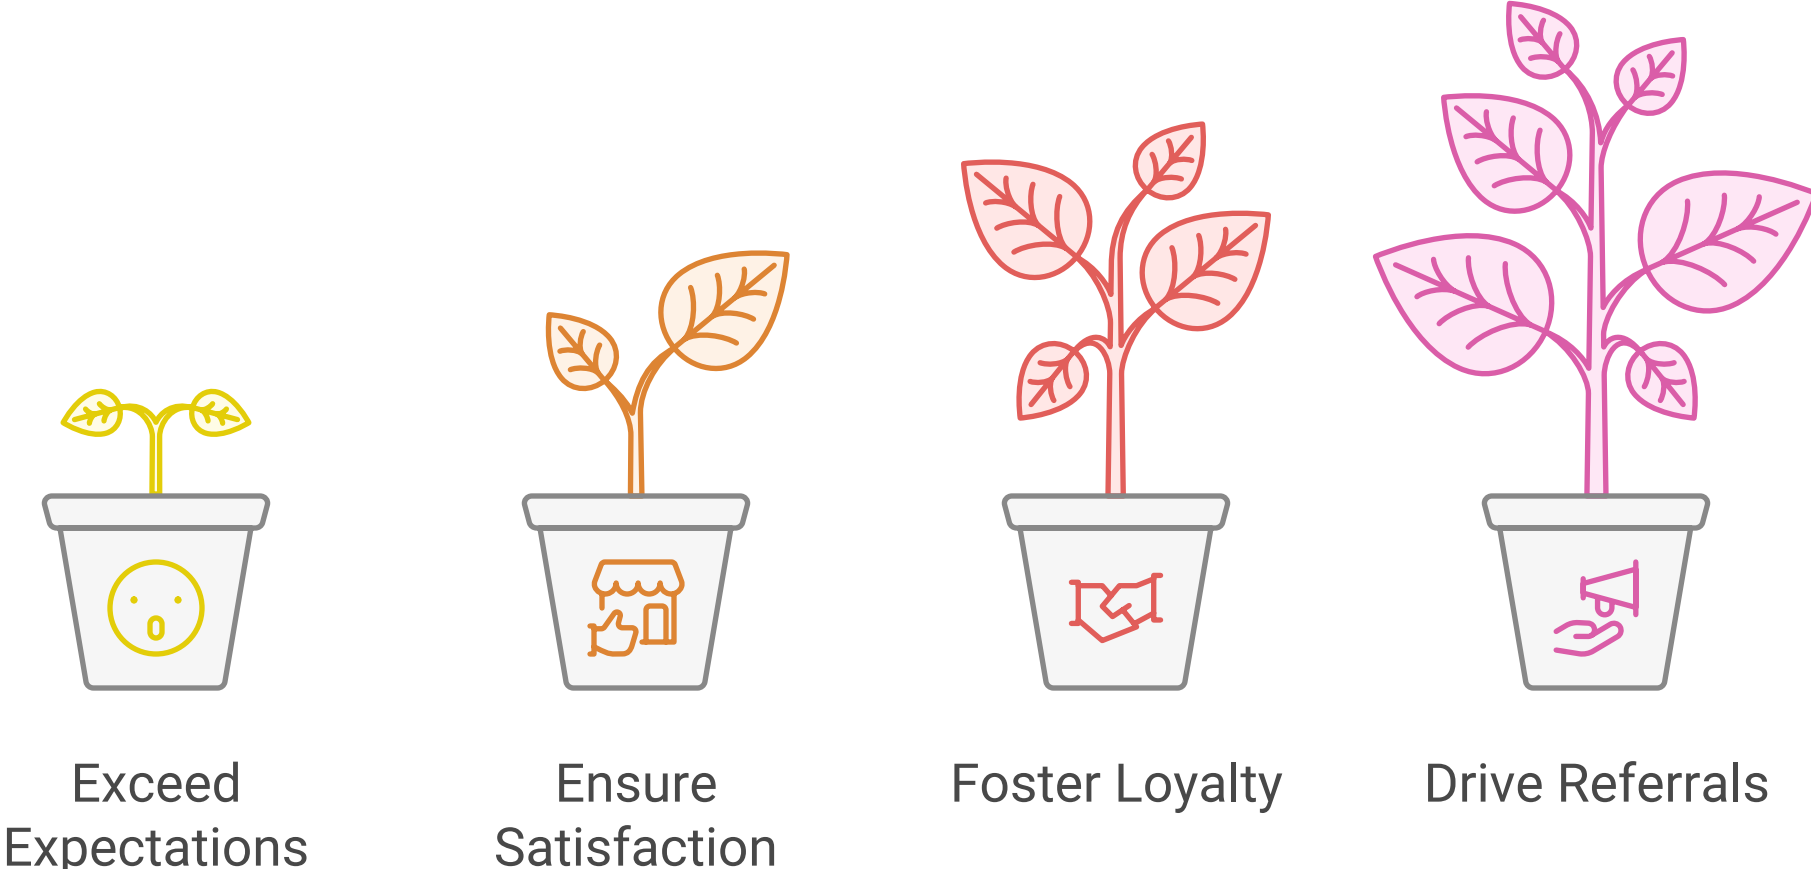 Exceed
Expectations
Ensure
Satisfaction
Foster Loyalty
Drive Referrals